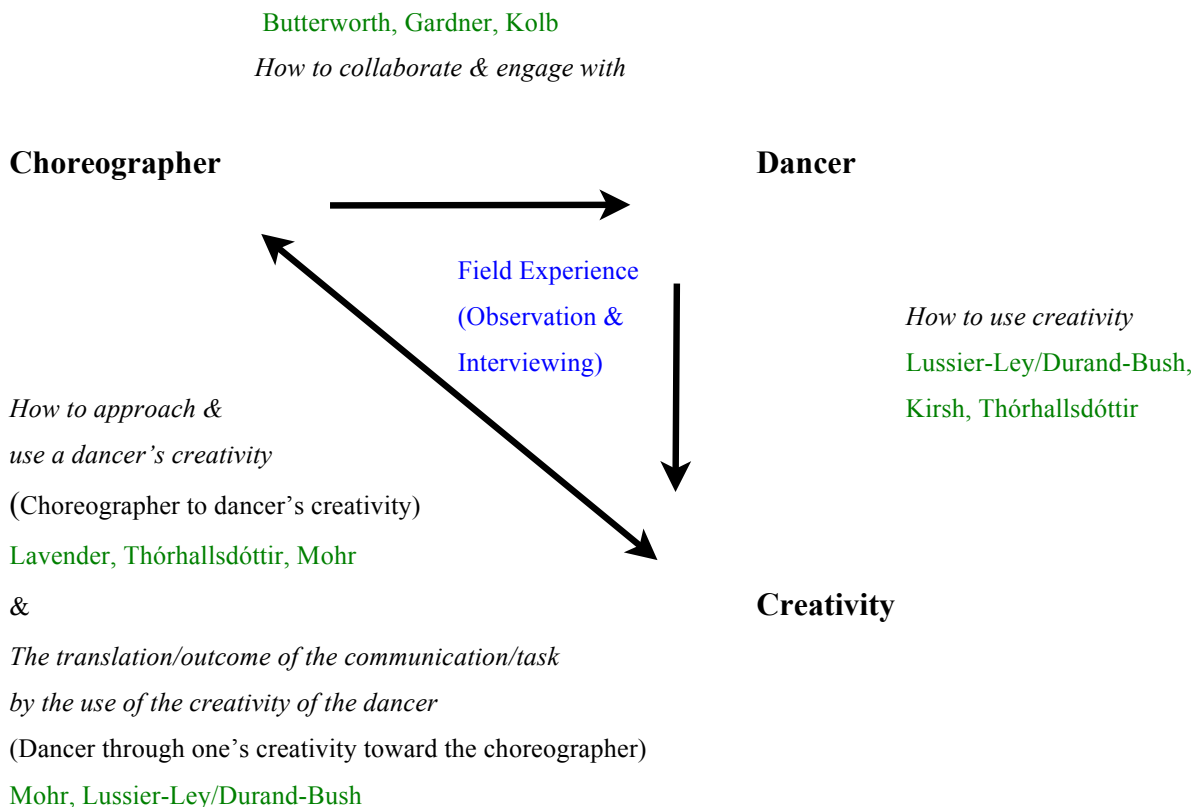 Butterworth, Gardner, Kolb
How to collaborate & engage with
Choreographer
Dancer
Field Experience
(Observation &
Interviewing)
How to use creativity
Lussier-Ley/Durand-Bush,
Kirsh, Thórhallsdóttir
How to approach &
use a dancer’s creativity
(Choreographer to dancer’s creativity)
Lavender, Thórhallsdóttir, Mohr
&
Creativity
The translation/outcome of the communication/task
by the use of the creativity of the dancer
(Dancer through one’s creativity toward the choreographer)
Mohr, Lussier-Ley/Durand-Bush